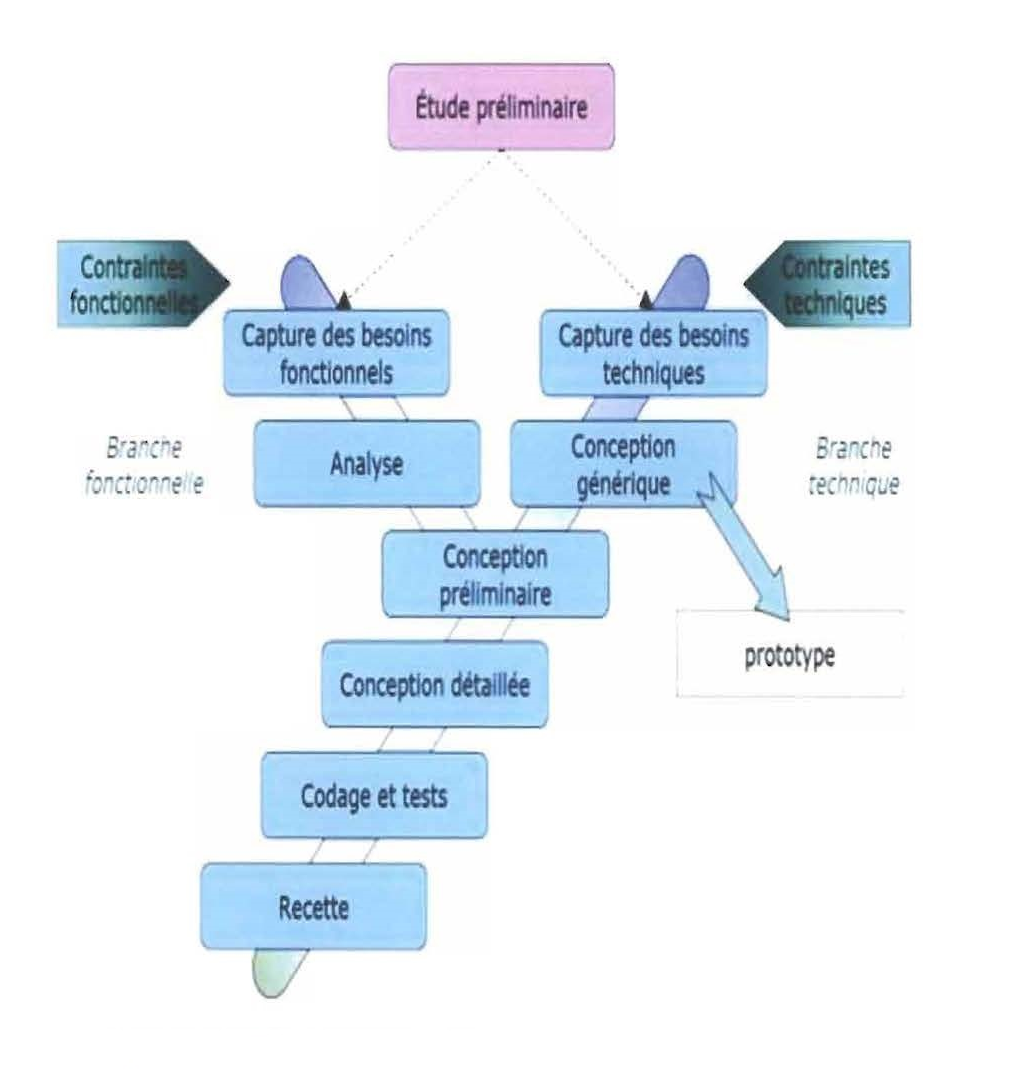 Étude préliminaire
Contraintes
fonctionnelles
Contraintes
techniques
Capture des besoins
fonctionnels
Capture des besoins
techniques
Branche
fonctionnelle
Analyse
Conception
générique
Branche
technique
Conception
préliminaire
prototype
Conception détaillée
Codage et tests
Recette